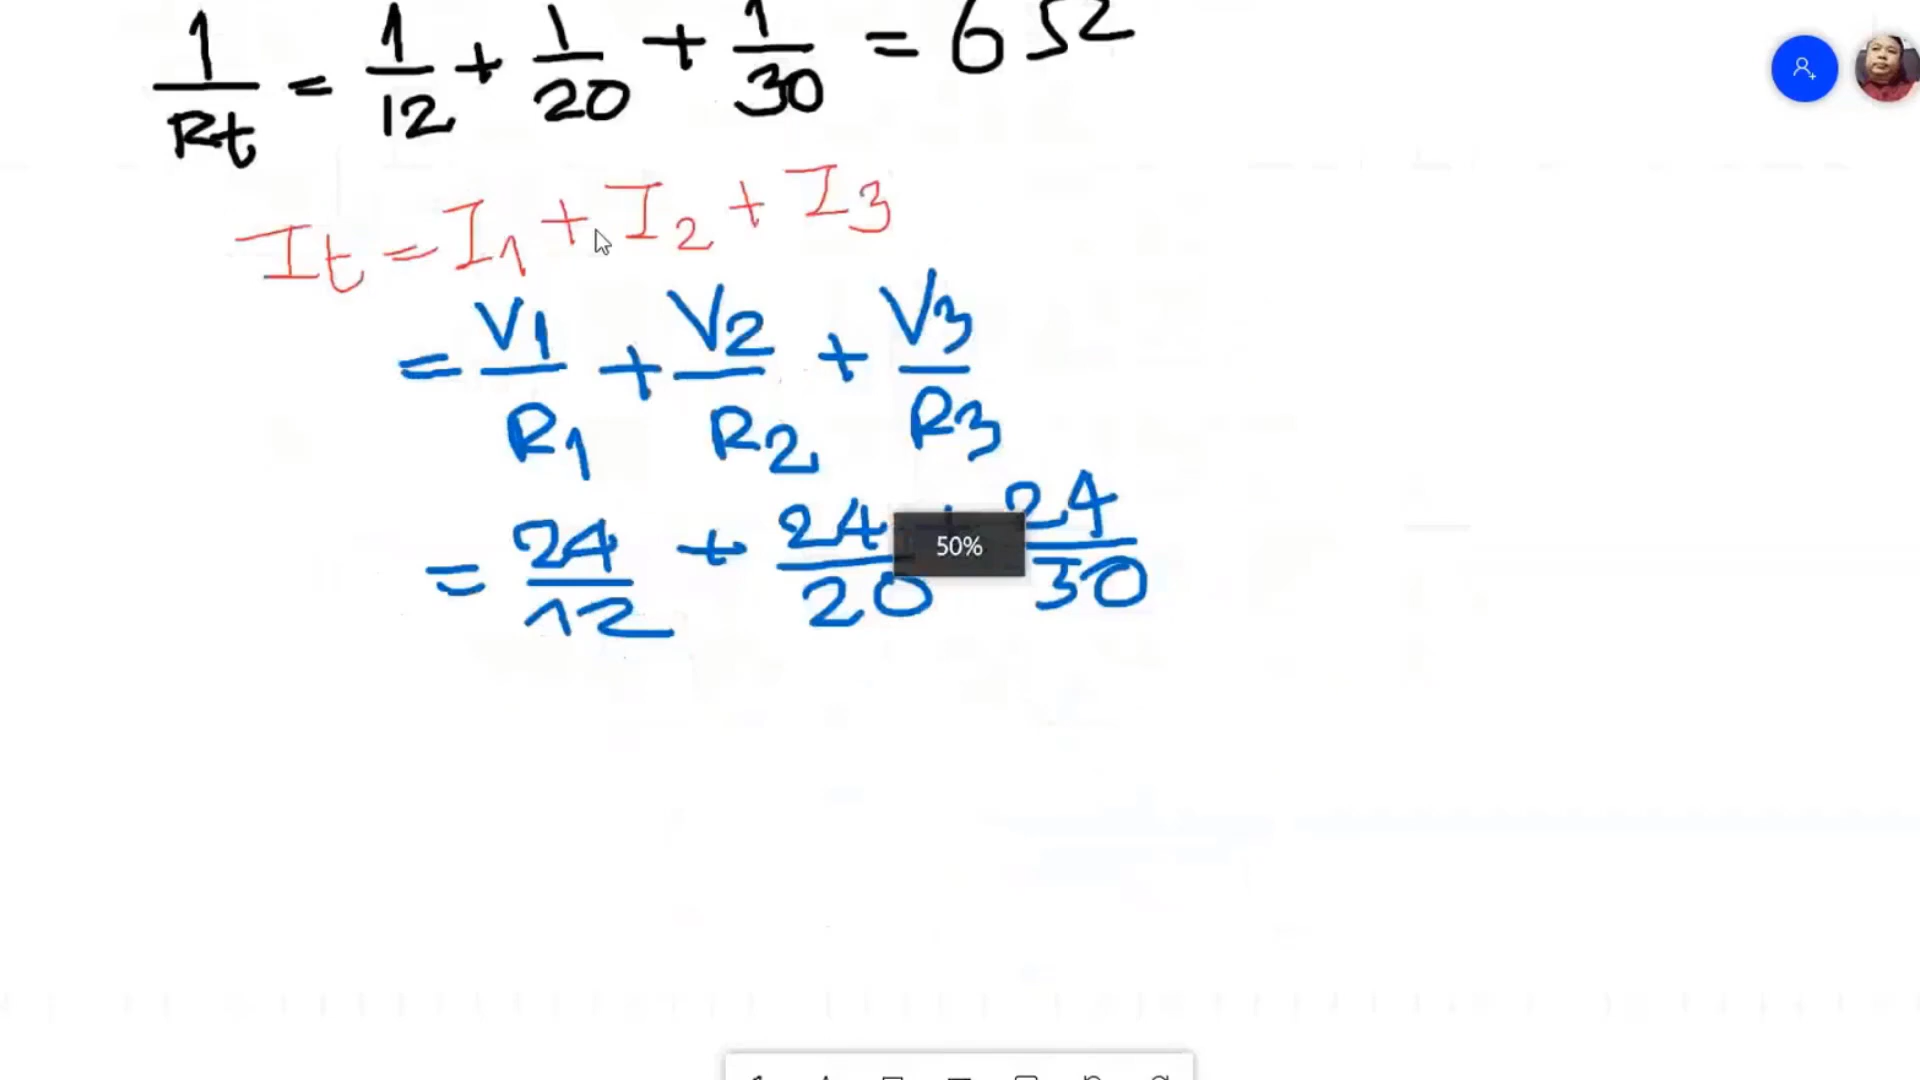 1/Rt = 1/12 + 1/20 + 1/30 = 6 Ω
It = I1 + I2 + I3
= V1/R1 + V2/R2 + V3/R3
= 24/12 + 24/20 + 24/30
50%